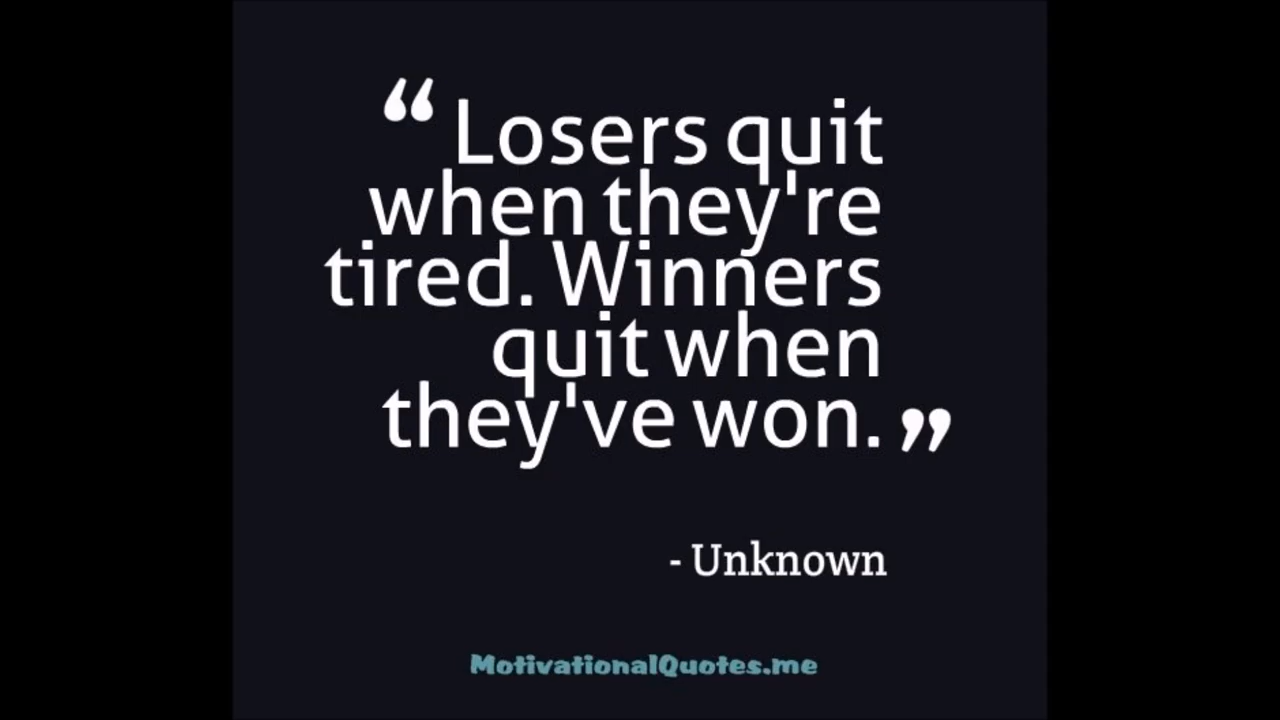 “ Losers quit
when they're
tired. Winners
quit when
they've won. ”
- Unknown
MotivationalQuotes.me